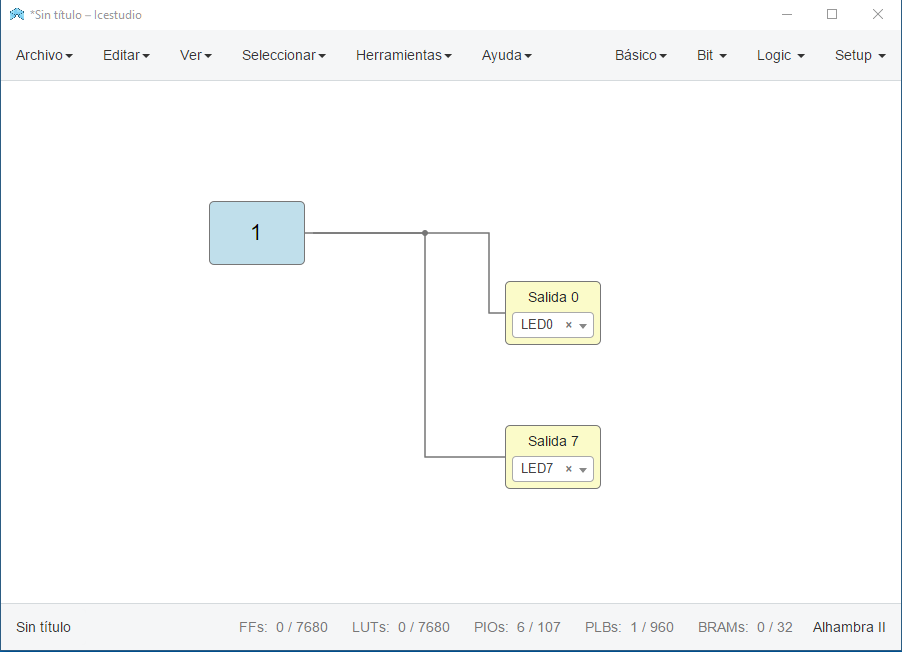 *Sin título – Icestudio
Archivo Editar Ver Seleccionar Herramientas Ayuda Básico Bit Logic Setup
1
Salida 0
LED0 ×
Salida 7
LED7 ×
Sin título FFs: 0 / 7680 LUTs: 0 / 7680 PIOs: 6 / 107 PLBs: 1 / 960 BRAMs: 0 / 32 Alhambra II